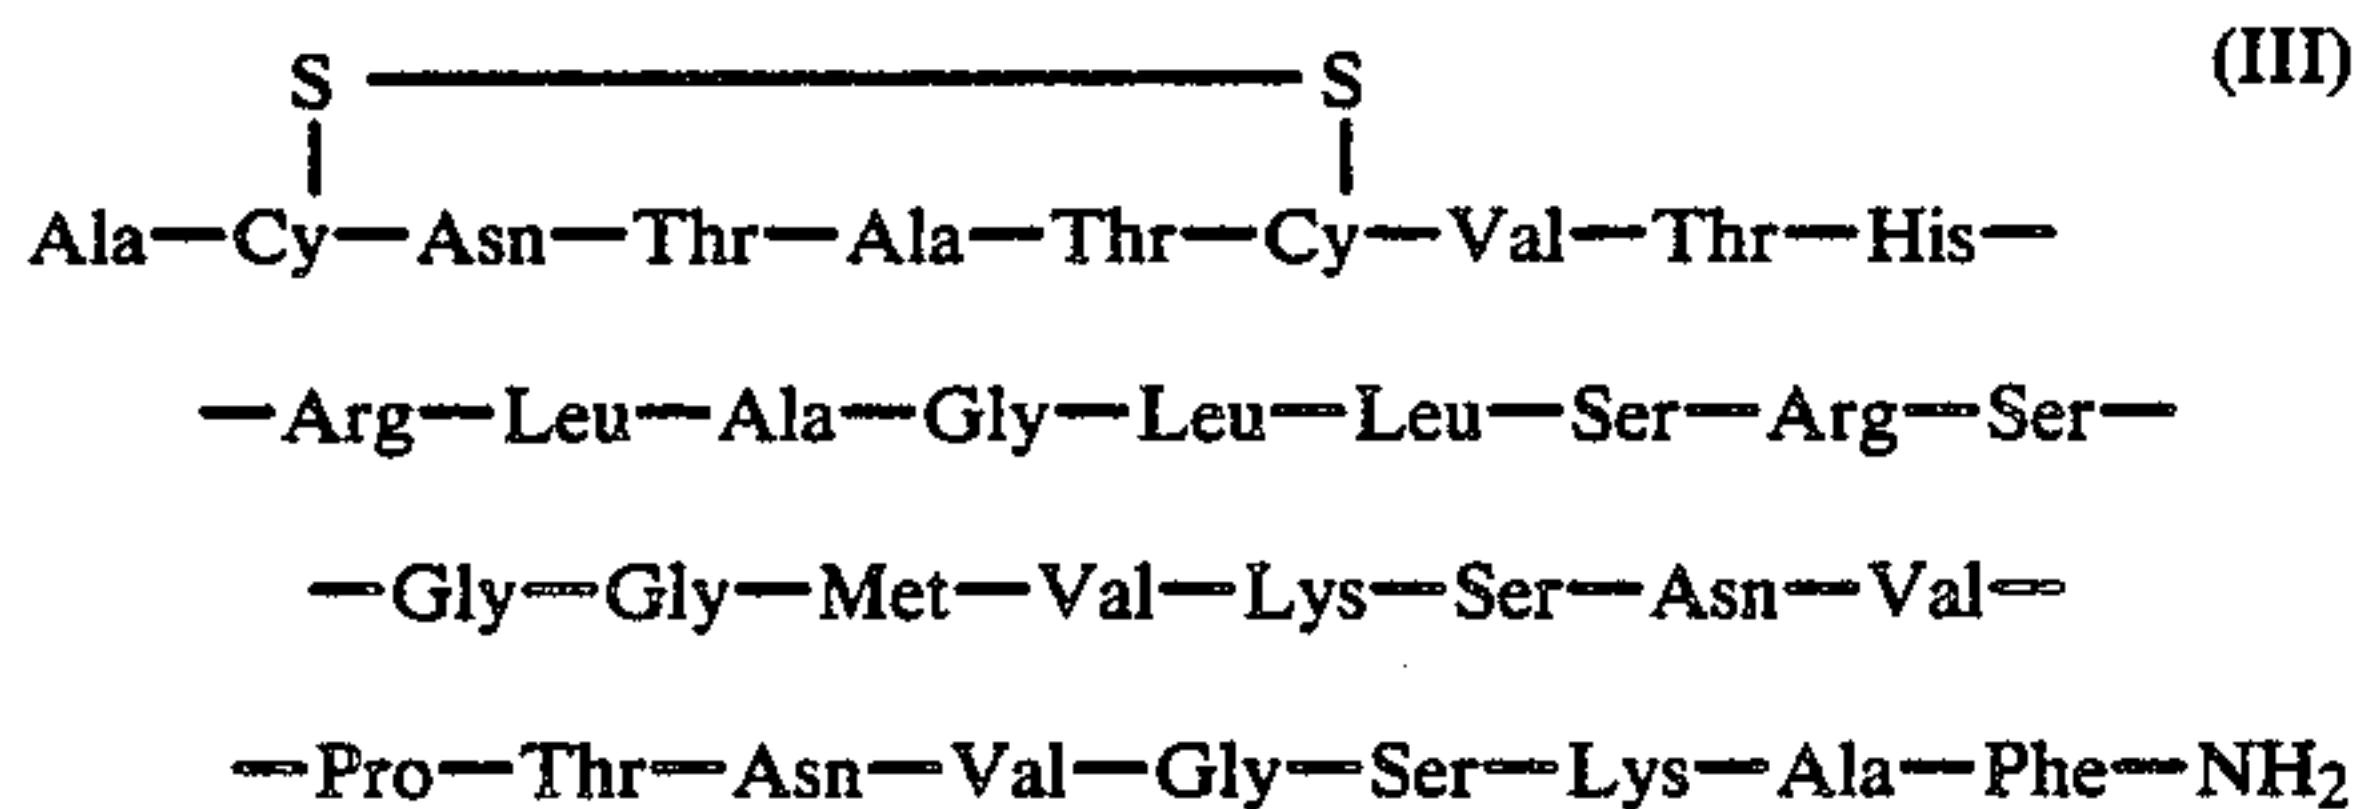 S — S (III)
Ala—Cy—Asn—Thr—Ala—Thr—Cy—Val—Thr—His—
—Arg—Leu—Ala—Gly—Leu—Leu—Ser—Arg—Ser—
—Gly—Gly—Met—Val—Lys—Ser—Asn—Val—
—Pro—Thr—Asn—Val—Gly—Ser—Lys—Ala—Phe—NH₂